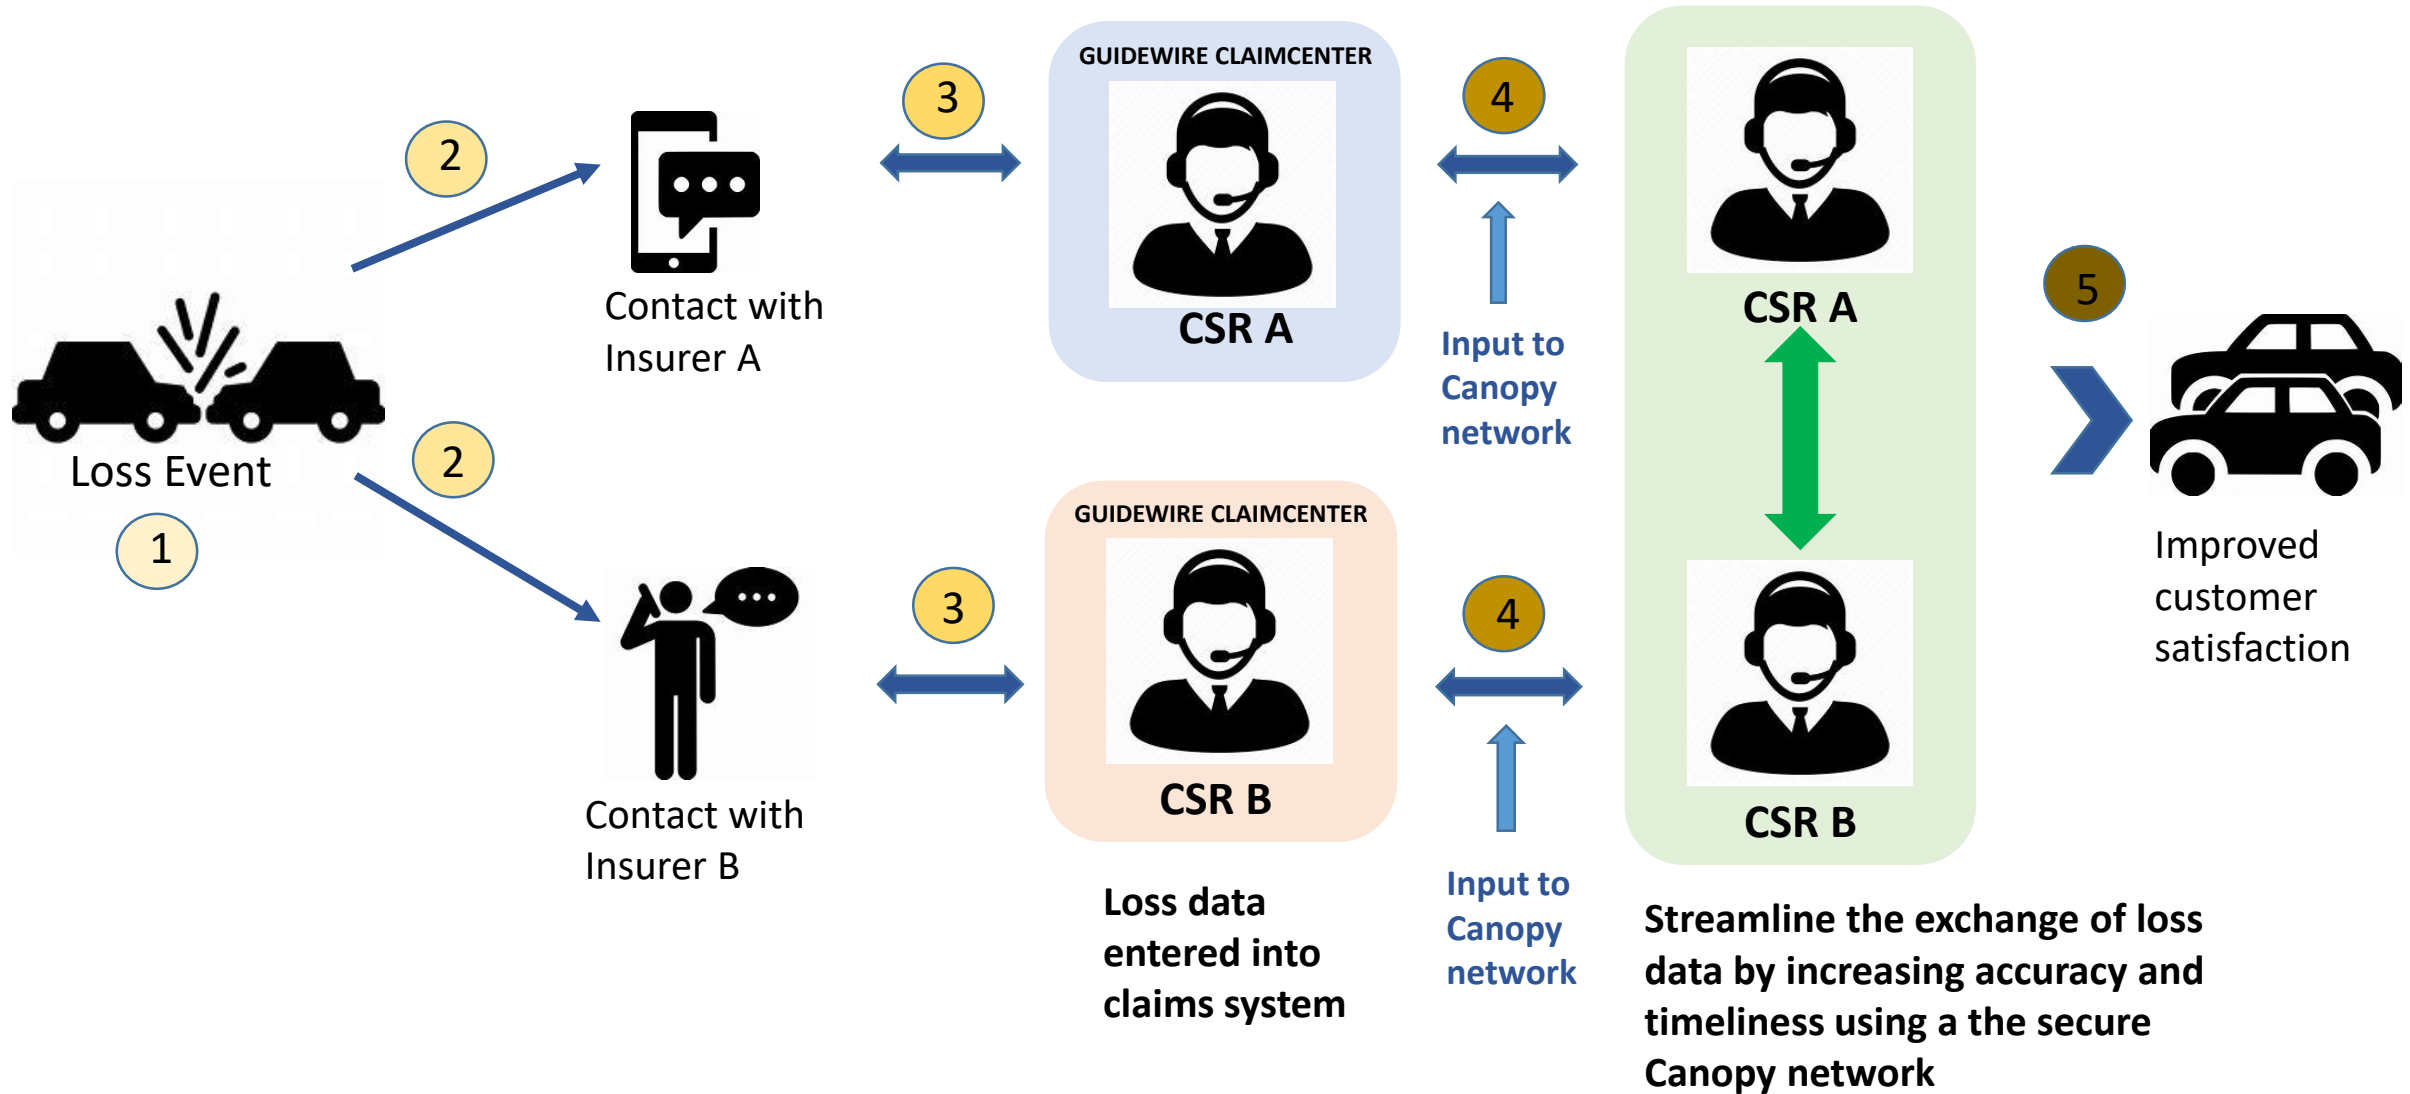 Loss Event
1
2
2
Contact with
Insurer A
Contact with
Insurer B
3
3
GUIDEWIRE CLAIMCENTER
CSR A
GUIDEWIRE CLAIMCENTER
CSR B
Loss data
entered into
claims system
4
Input to
Canopy
network
4
Input to
Canopy
network
CSR A
CSR B
Streamline the exchange of loss
data by increasing accuracy and
timeliness using a the secure
Canopy network
5
Improved
customer
satisfaction